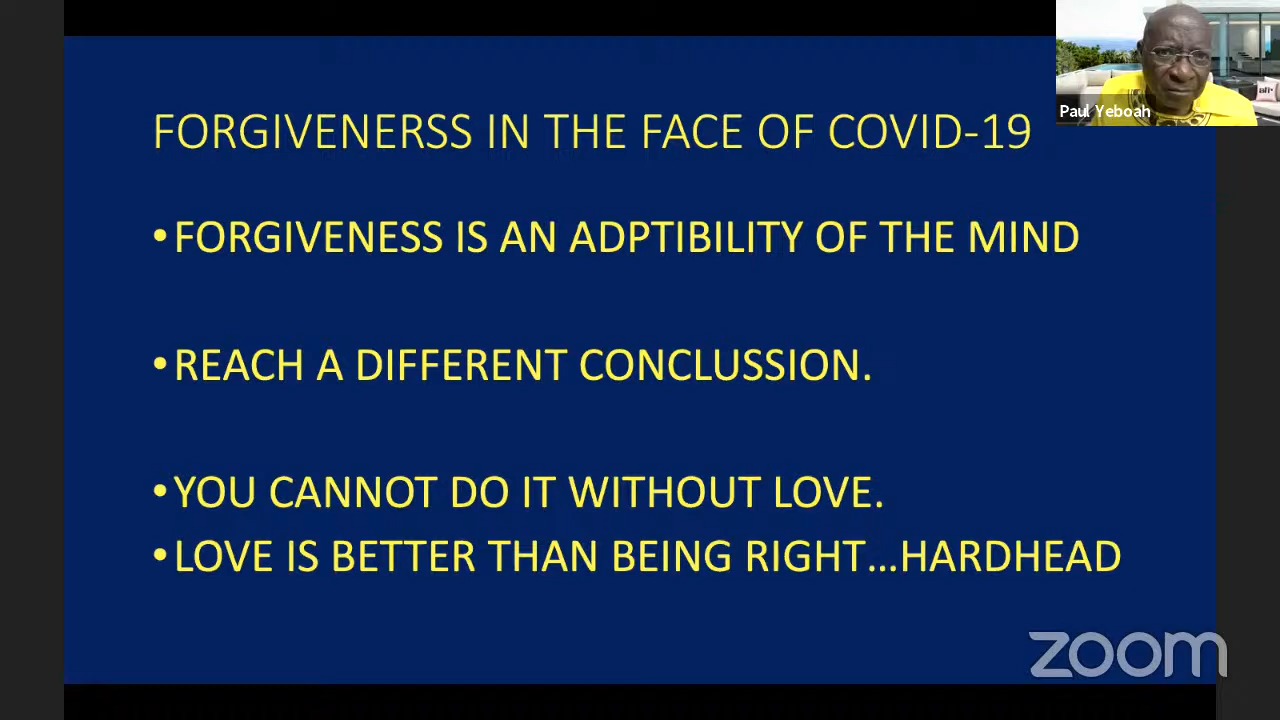 Paul Yeboah
FORGIVENERSS IN THE FACE OF COVID-19
•FORGIVENESS IS AN ADPTIBILITY OF THE MIND
•REACH A DIFFERENT CONCLUSSION.
•YOU CANNOT DO IT WITHOUT LOVE.
•LOVE IS BETTER THAN BEING RIGHT...HARDHEAD
zoom